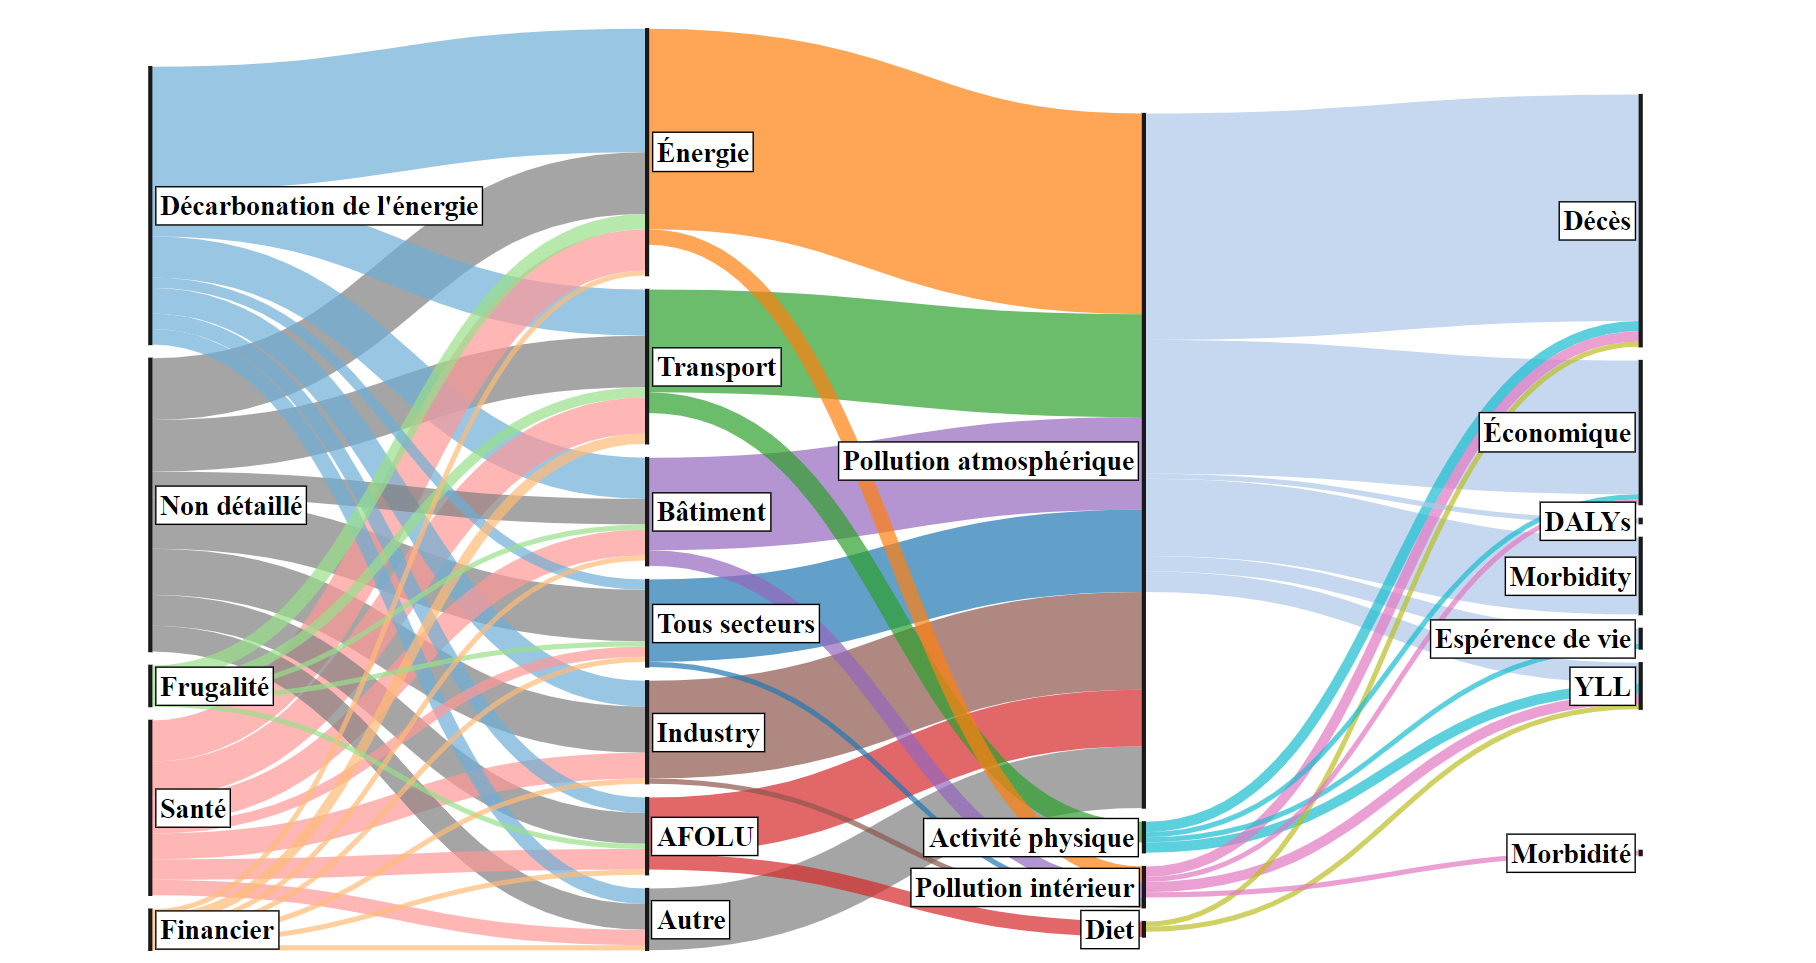 Décarbonation de l'énergie
Non détaillé
Frugalité
Santé
Financier
Énergie
Transport
Bâtiment
Tous secteurs
Industry
AFOLU
Autre
Pollution atmosphérique
Activité physique
Pollution intérieur
Diet
Décès
Économique
DALYs
Morbidity
Espérence de vie
YLL
Morbidité